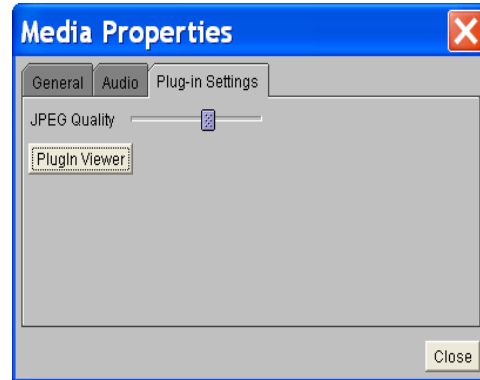 Media Properties
General Audio Plug-in Settings
JPEG Quality
PlugIn Viewer
Close